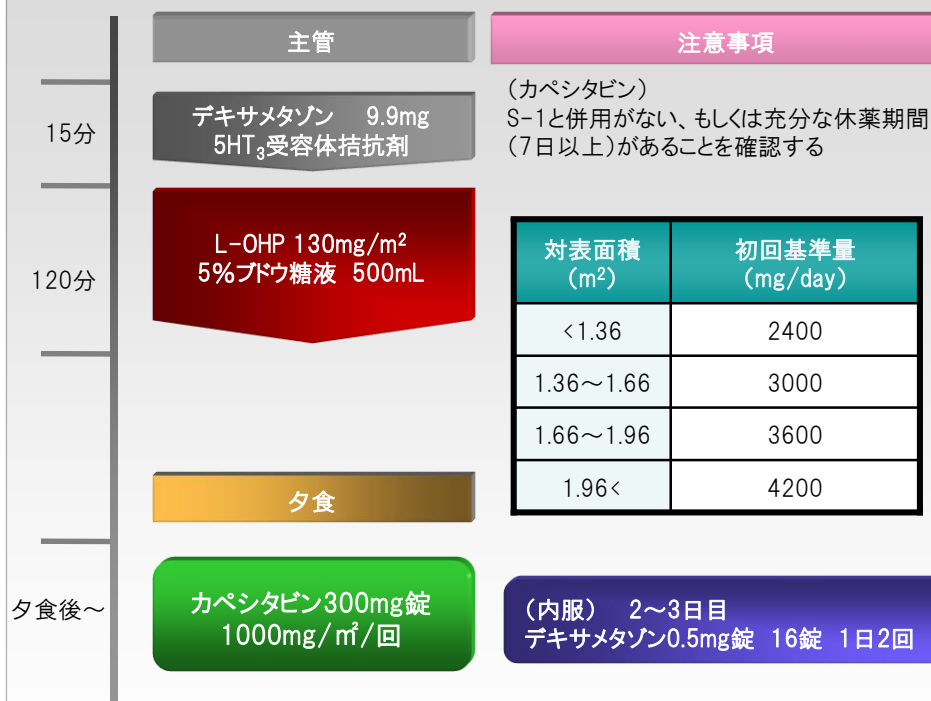 主管
注意事項
(カペシタビン)
S-1と併用がない、もしくは充分な休薬期間
(7日以上)があることを確認する
15分
デキサメタゾン 9.9mg
5HT₃受容体拮抗剤
120分
L-OHP 130mg/m²
5%ブドウ糖液 500mL
対表面積
(m²)
初回基準量
(mg/day)
<1.36 2400
1.36~1.66 3000
1.66~1.96 3600
1.96< 4200
夕食
夕食後~
カペシタビン300mg錠
1000mg/㎡/回
(内服) 2~3日目
デキサメタゾン0.5mg錠 16錠 1日2回